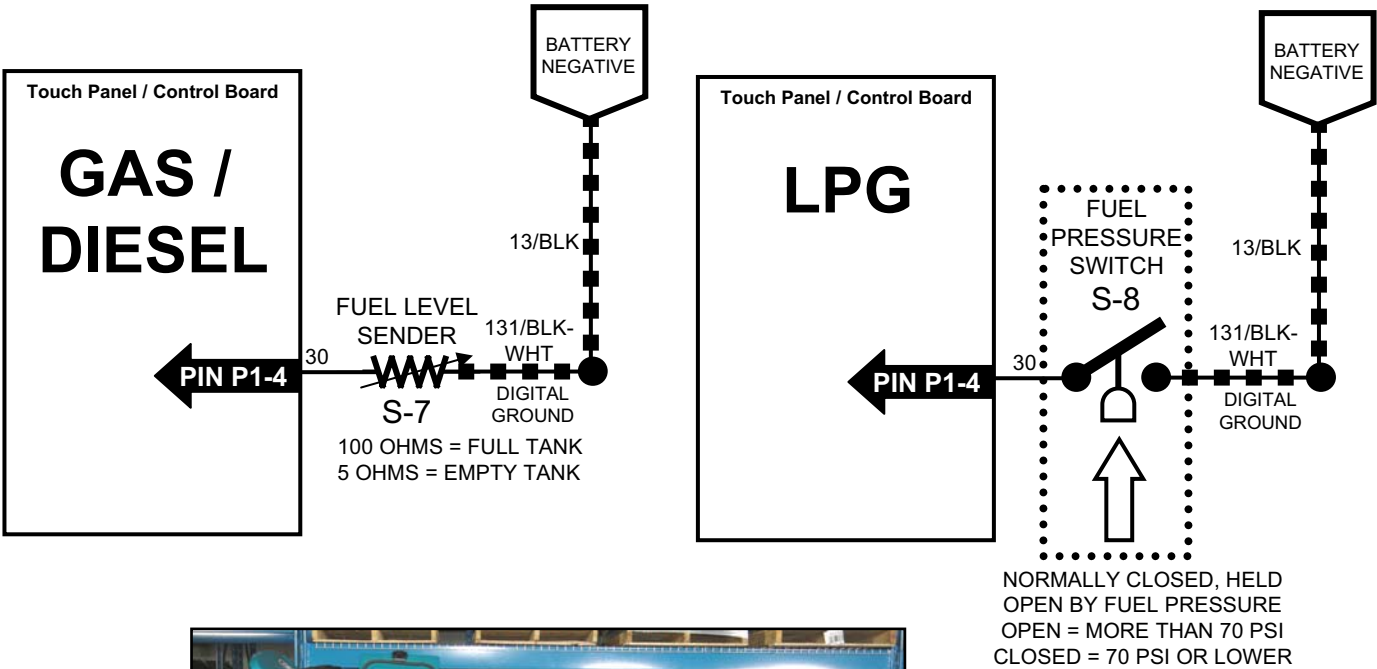 BATTERY
NEGATIVE
Touch Panel / Control Board
GAS /
DIESEL
13/BLK
FUEL LEVEL
SENDER
131/BLK-
WHT
30
PIN P1-4
DIGITAL
GROUND
S-7
100 OHMS = FULL TANK
5 OHMS = EMPTY TANK
BATTERY
NEGATIVE
Touch Panel / Control Board
LPG
FUEL
PRESSURE
SWITCH
S-8
13/BLK
131/BLK-
WHT
30
PIN P1-4
DIGITAL
GROUND
NORMALLY CLOSED, HELD
OPEN BY FUEL PRESSURE
OPEN = MORE THAN 70 PSI
CLOSED = 70 PSI OR LOWER